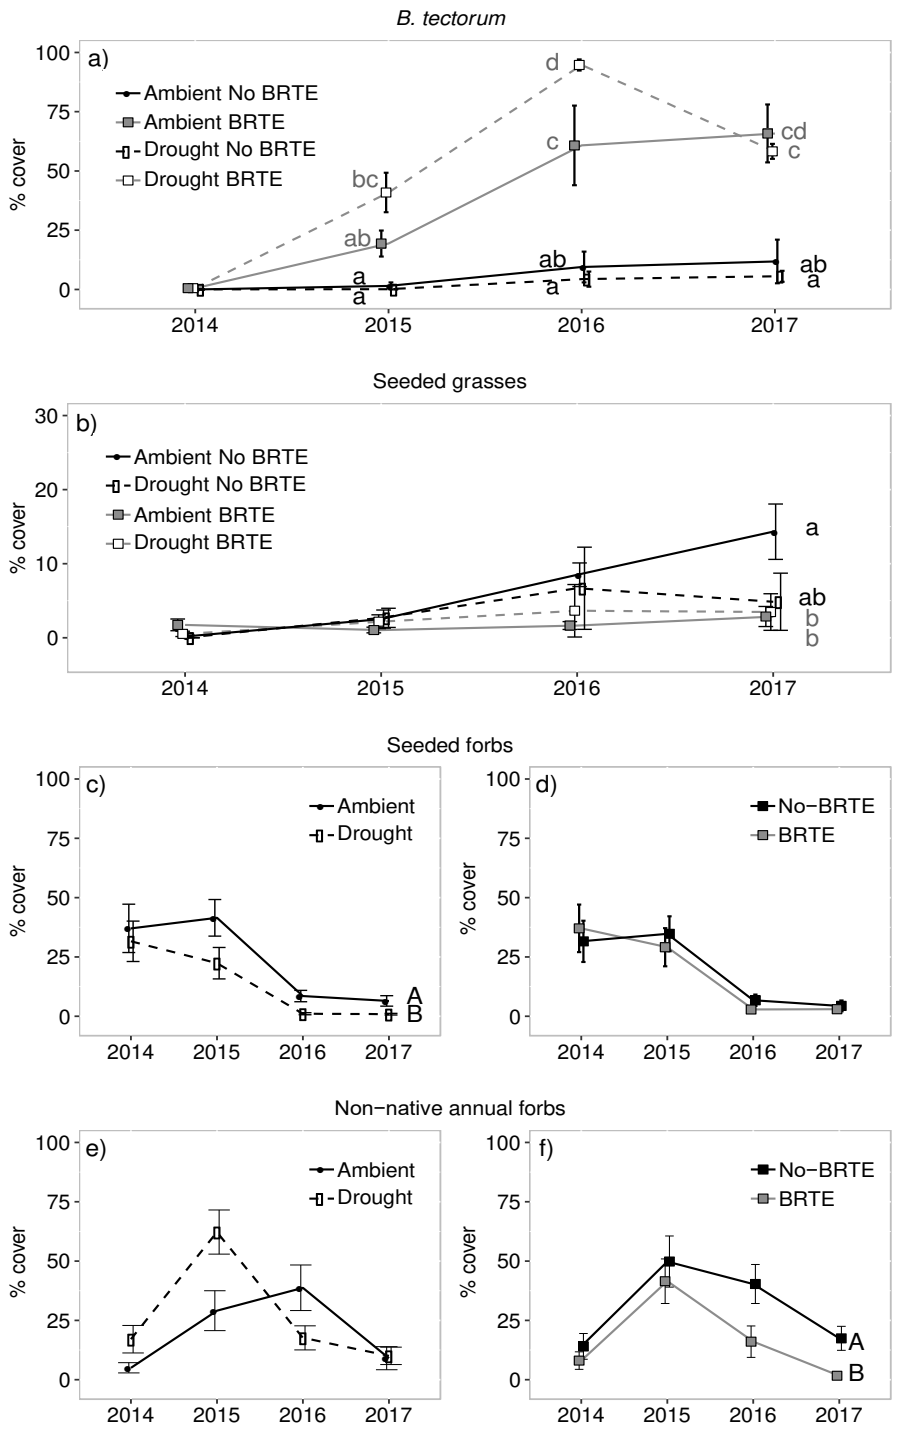 B. tectorum
a)
100
75
50
25
0
% cover
Ambient No BRTE
Ambient BRTE
Drought No BRTE
Drought BRTE
d
c
cd
c
bc
ab
a
a
ab
a
ab
a
2014 2015 2016 2017
Seeded grasses
b)
30
20
10
0
% cover
Ambient No BRTE
Drought No BRTE
Ambient BRTE
Drought BRTE
a
ab
b
b
2014 2015 2016 2017
Seeded forbs
c)
100
75
50
25
0
% cover
Ambient
Drought
A
B
2014 2015 2016 2017
d)
100
75
50
25
0
% cover
No−BRTE
BRTE
2014 2015 2016 2017
Non−native annual forbs
e)
100
75
50
25
0
% cover
Ambient
Drought
2014 2015 2016 2017
f)
100
75
50
25
0
% cover
No−BRTE
BRTE
A
B
2014 2015 2016 2017